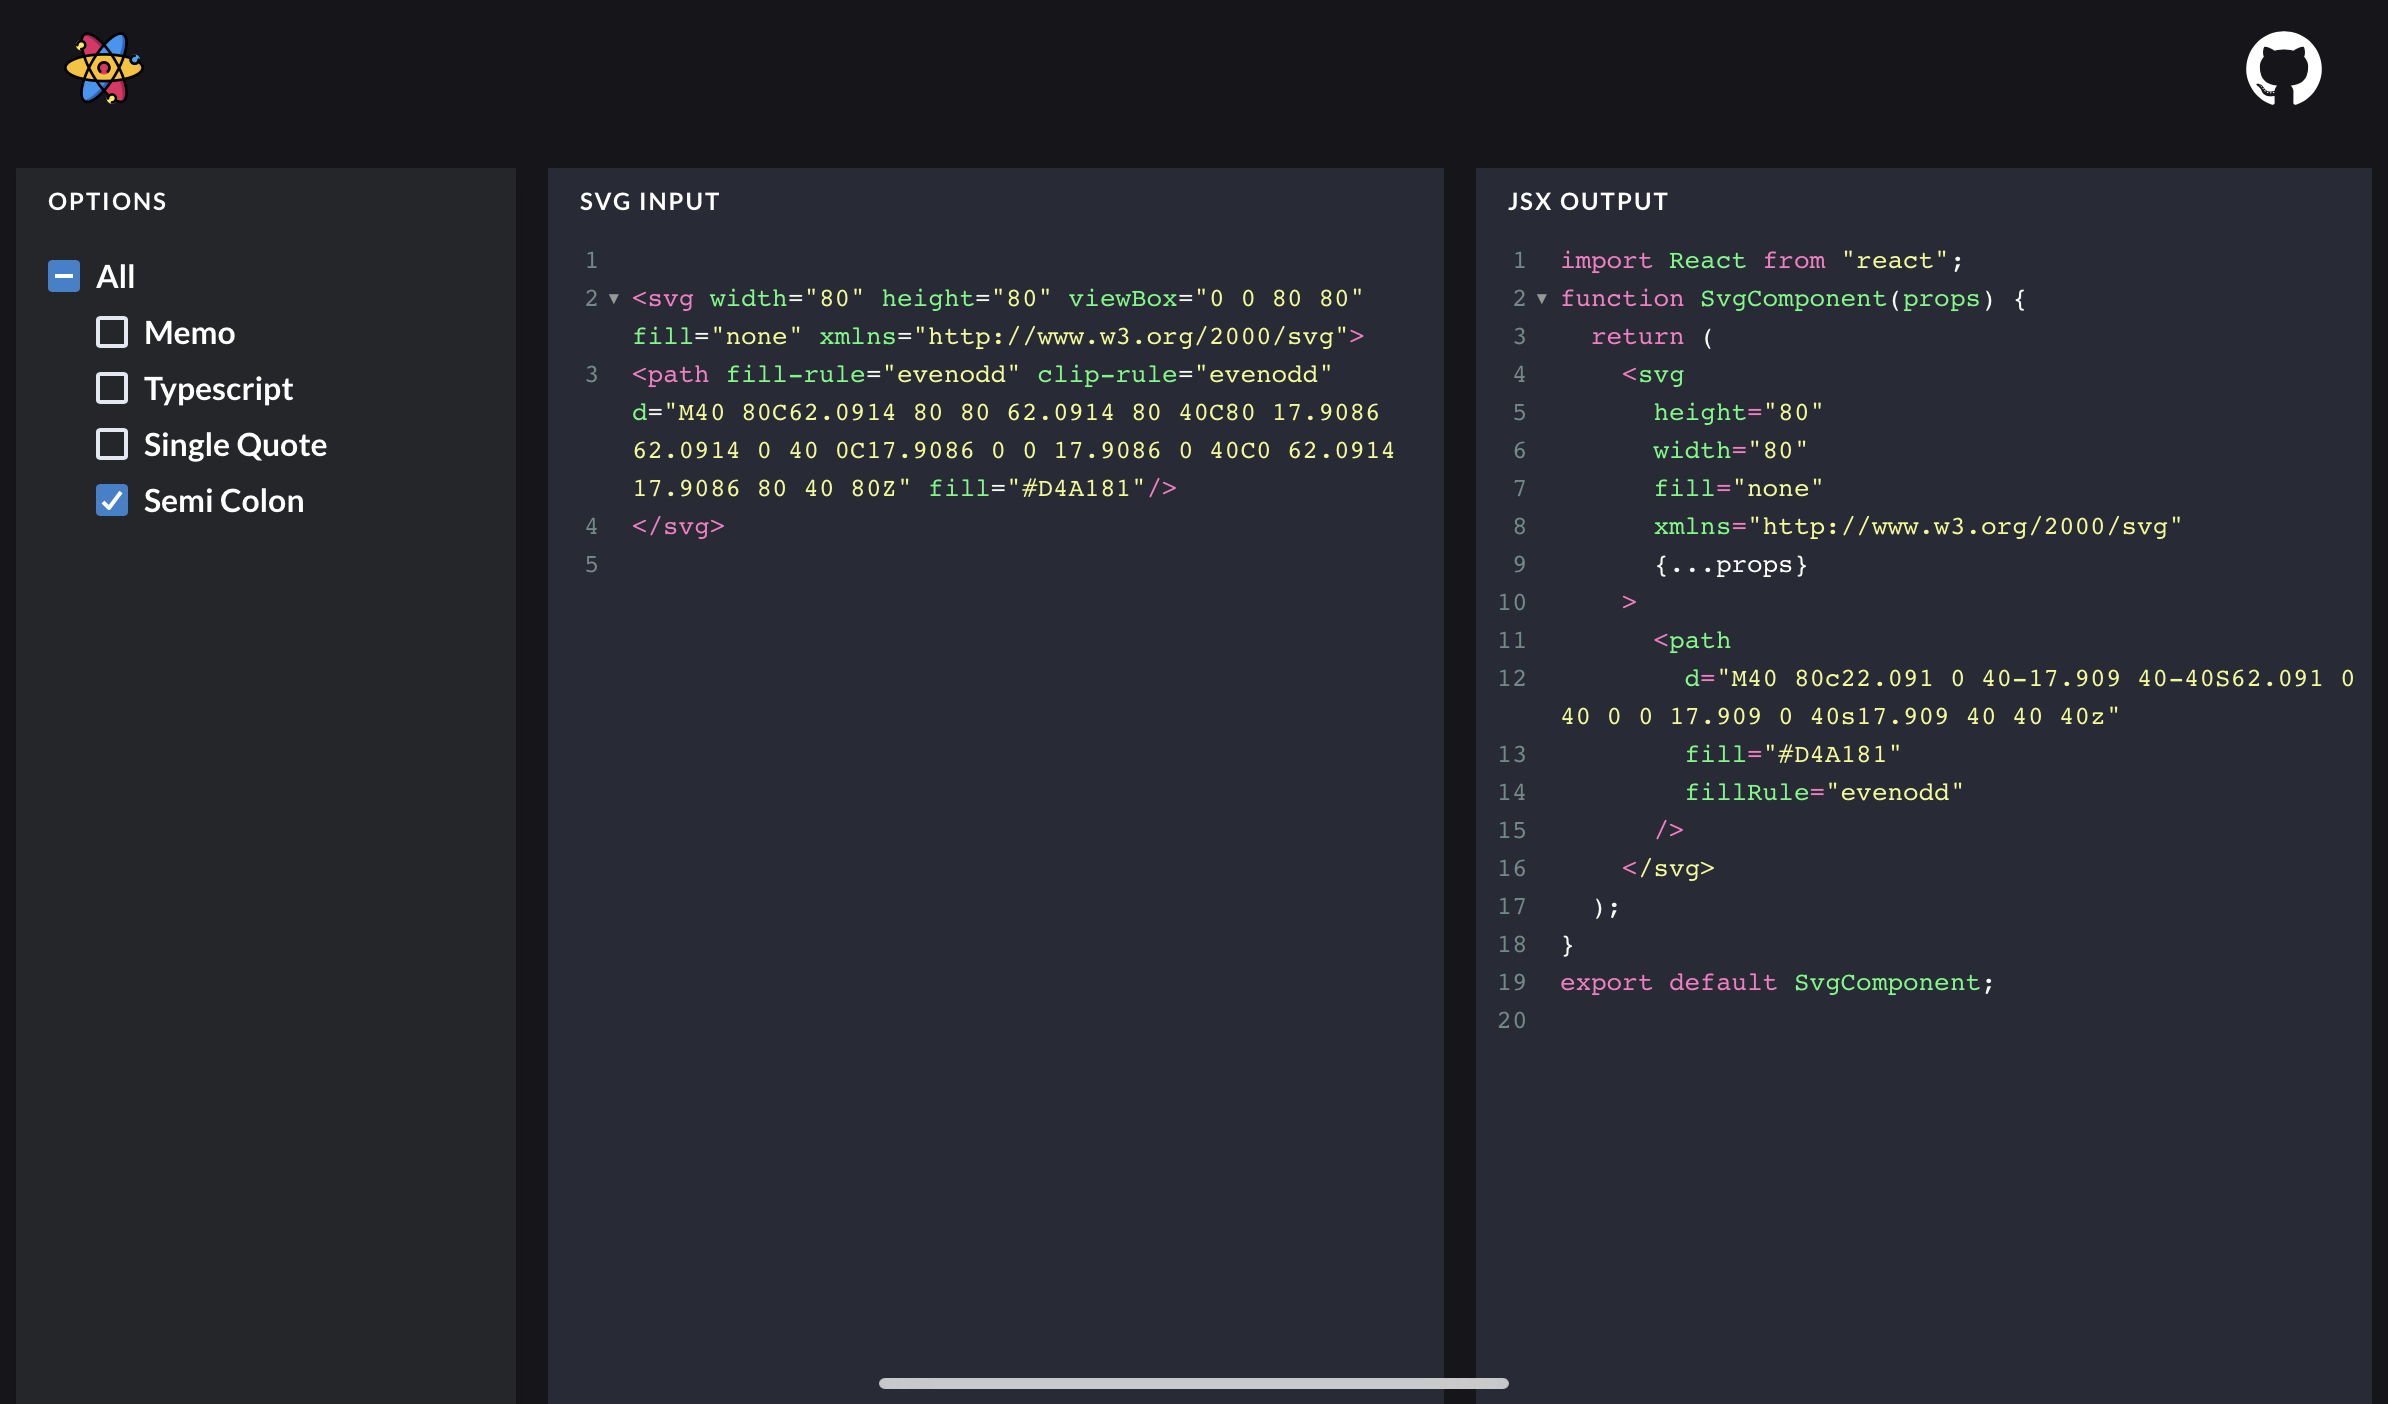 OPTIONS
All
Memo
Typescript
Single Quote
Semi Colon
SVG INPUT
1
2 ▼ <svg width="80" height="80" viewBox="0 0 80 80"
fill="none" xmlns="http://www.w3.org/2000/svg">
3 <path fill-rule="evenodd" clip-rule="evenodd"
d="M40 80C62.0914 80 80 62.0914 80 40C80 17.9086
62.0914 0 40 0C17.9086 0 0 17.9086 0 40C0 62.0914
17.9086 80 40 80Z" fill="#D4A181"/>
4 </svg>
5
JSX OUTPUT
1 import React from "react";
2 ▼ function SvgComponent(props) {
3 return (
4 <svg
5 height="80"
6 width="80"
7 fill="none"
8 xmlns="http://www.w3.org/2000/svg"
9 {...props}
10 >
11 <path
12 d="M40 80c22.091 0 40-17.909 40-40S62.091 0
40 0 0 17.909 0 40s17.909 40 40 40z"
13 fill="#D4A181"
14 fillRule="evenodd"
15 />
16 </svg>
17 );
18 }
19 export default SvgComponent;
20